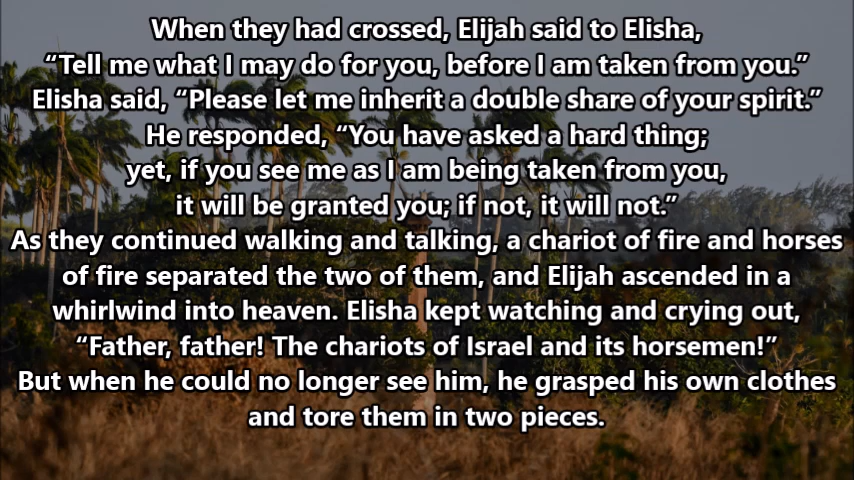 When they had crossed, Elijah said to Elisha,
“Tell me what I may do for you, before I am taken from you.”
Elisha said, “Please let me inherit a double share of your spirit.”
He responded, “You have asked a hard thing;
yet, if you see me as I am being taken from you,
it will be granted you; if not, it will not.”
As they continued walking and talking, a chariot of fire and horses
of fire separated the two of them, and Elijah ascended in a
whirlwind into heaven. Elisha kept watching and crying out,
“Father, father! The chariots of Israel and its horsemen!”
But when he could no longer see him, he grasped his own clothes
and tore them in two pieces.